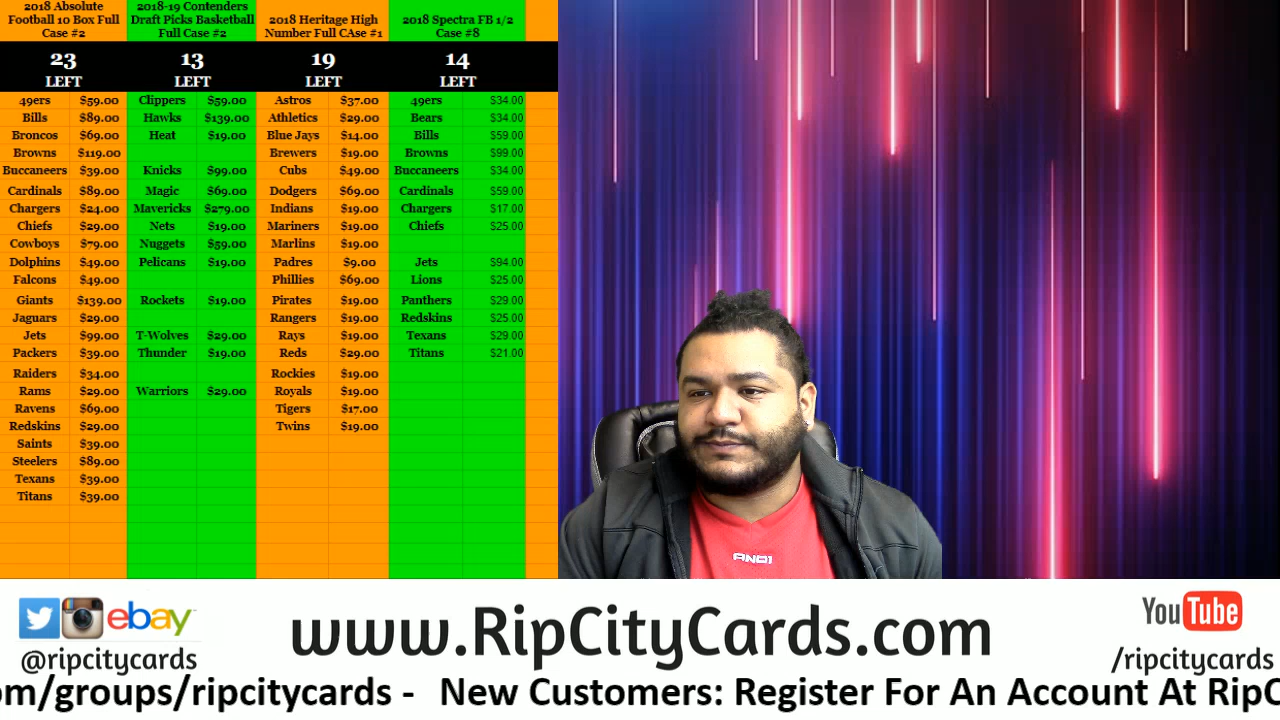 2018 Absolute
Football 10 Box Full
Case #2
23
LEFT
49ers $59.00
Bills $89.00
Broncos $69.00
Browns $119.00
Buccaneers $39.00
Cardinals $89.00
Chargers $24.00
Chiefs $29.00
Cowboys $79.00
Dolphins $49.00
Falcons $49.00
Giants $139.00
Jaguars $29.00
Jets $99.00
Packers $39.00
Raiders $34.00
Rams $29.00
Ravens $69.00
Redskins $29.00
Saints $39.00
Steelers $89.00
Texans $39.00
Titans $39.00
2018-19 Contenders
Draft Picks Basketball
Full Case #2
13
LEFT
Clippers $59.00
Hawks $139.00
Heat $19.00
Knicks $99.00
Magic $69.00
Mavericks $279.00
Nets $19.00
Nuggets $59.00
Pelicans $19.00
Rockets $19.00
T-Wolves $29.00
Thunder $19.00
Warriors $29.00
2018 Heritage High
Number Full CAse #1
19
LEFT
Astros $37.00
Athletics $29.00
Blue Jays $14.00
Brewers $19.00
Cubs $49.00
Dodgers $69.00
Indians $19.00
Mariners $19.00
Marlins $19.00
Padres $9.00
Phillies $69.00
Pirates $19.00
Rangers $19.00
Rays $19.00
Reds $29.00
Rockies $19.00
Royals $19.00
Tigers $17.00
Twins $19.00
2018 Spectra FB 1/2
Case #8
14
LEFT
49ers $34.00
Bears $34.00
Bills $59.00
Browns $99.00
Buccaneers $34.00
Cardinals $59.00
Chargers $17.00
Chiefs $25.00
Jets $94.00
Lions $25.00
Panthers $29.00
Redskins $25.00
Texans $29.00
Titans $21.00
AND1
ebay
@ripcitycards
www.RipCityCards.com
YouTube
/ripcitycards
om/groups/ripcitycards - New Customers: Register For An Account At RipC